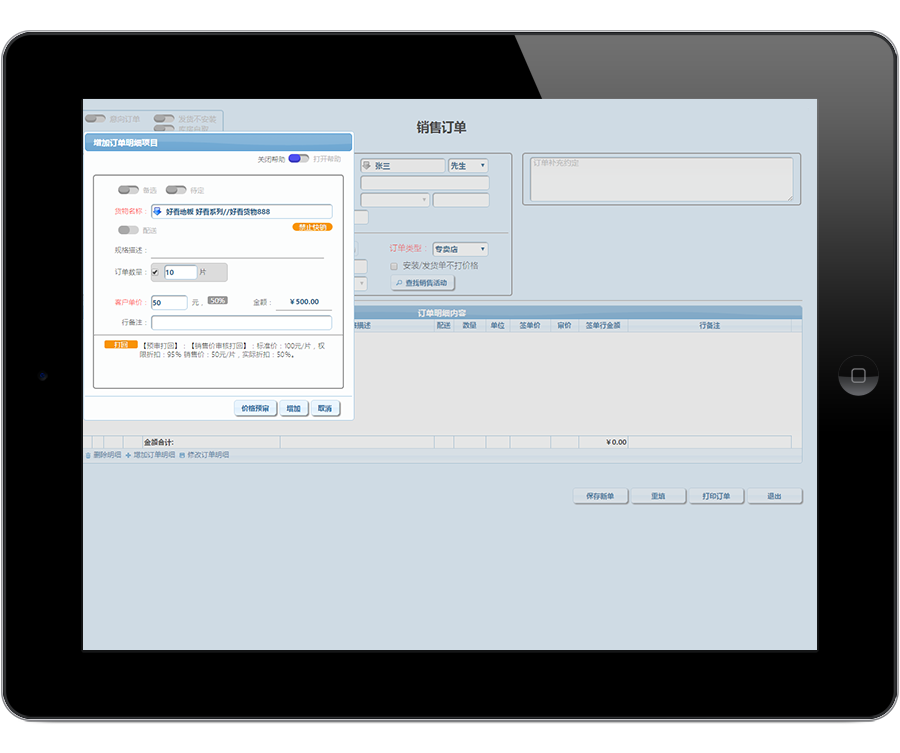 意向订单
发货不安装
销售订单
增加订单明细项目
关闭帮助
打开帮助
张三
先生
订单补充约定
备选
待定
货物名称：
好看地板 好看系列//好看货物888
配送
禁止快销
规格描述：
订单类型：
专卖店
订单数量：
10
片
安装/发货单不打价格
查找销售活动
客户单价：
50
元，
50%
金额：
￥500.00
行备注：
订单明细内容
描述
配送
数量
单位
签单价
审价
签单行金额
行备注
打回
【预审打回】：【销售价审核打回】：标准价：100元/片，权
限折扣：95% 销售价：50元/片，实际折扣：50%。
价格预审
增加
取消
金额合计:
￥0.00
删除明细
增加订单明细
修改订单明细
保存新单
重填
打印订单
退出